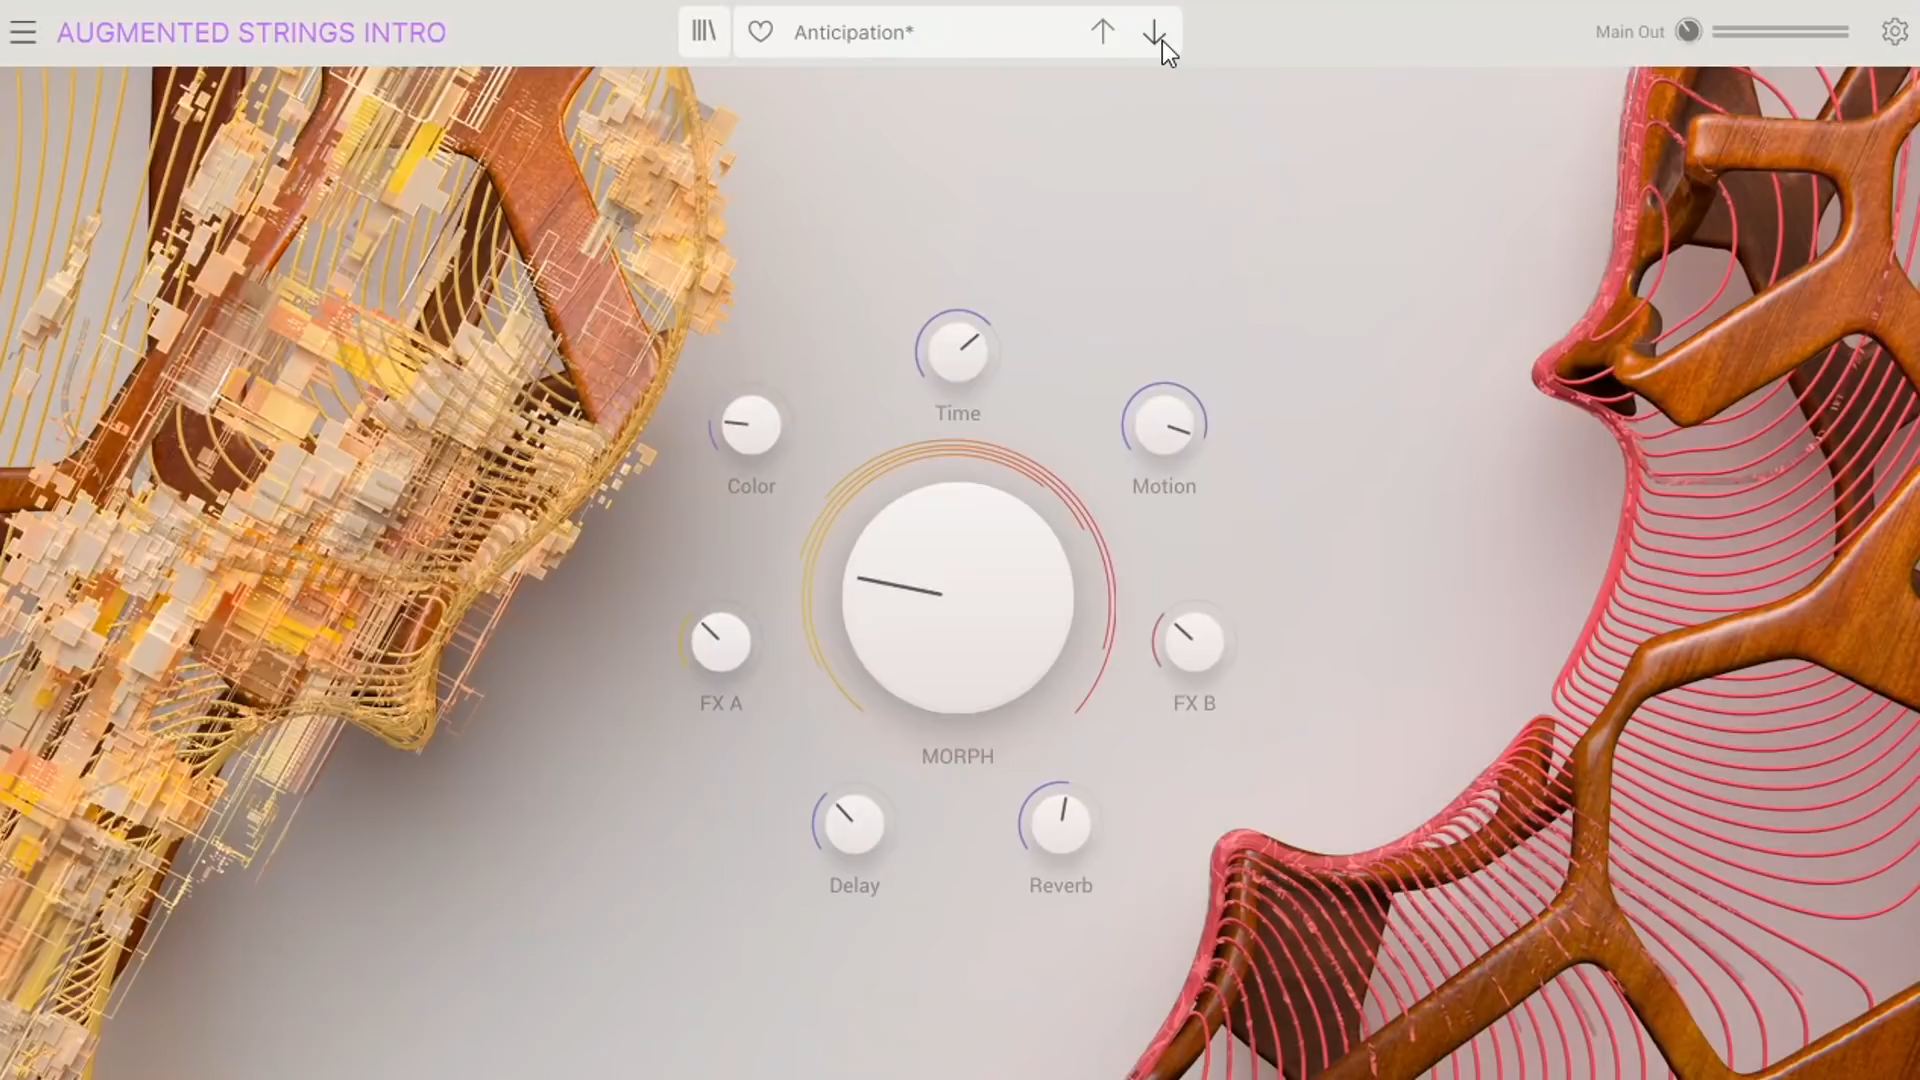 AUGMENTED STRINGS INTRO
Anticipation*
Main Out
Time
Color
Motion
FX A
FX B
MORPH
Delay
Reverb